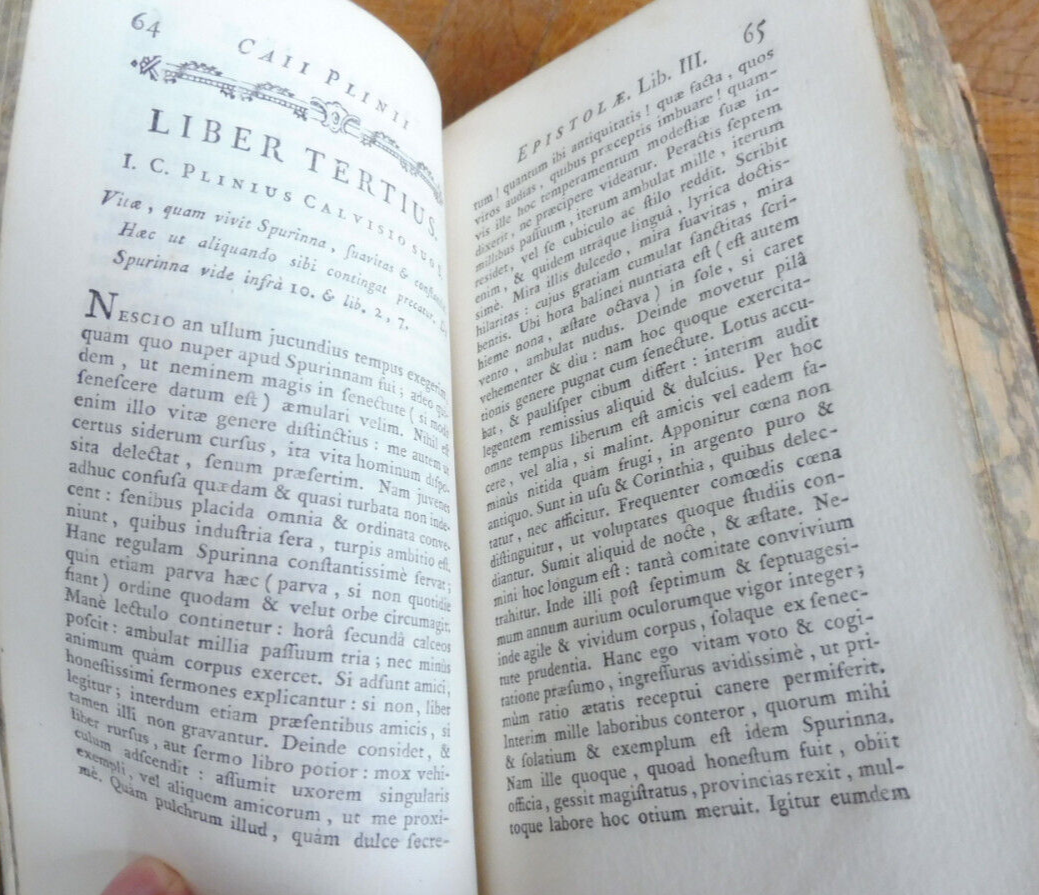 64
CAII PLINII
LIBER TERTIUS.
I. C. PLINIUS CALVISIO SUO S.
Vitæ, quam vivit Spurinna, ſuavitas &
Hæc ut aliquando sibi contingat precatur.
Spurinna vide infrà 10. & lib. 2, 7.
NESCIO an ullum jucundius tempus exegerim,
quam quo nuper apud Spurinnam fui; adeo qui-
dem, ut neminem magis in ſenectute (ſi modo
ſeneſcere datum eſt) æmulari velim. Nihil eſt
enim illo vitæ genere diſtinctius: me autem ut
certus siderum curſus, ita vita hominum diſpo-
sita delectat, ſenum præſertim. Nam juvenes
adhuc confuſa quædam & quasi turbata non inde-
cent: ſenibus placida omnia & ordinata conve-
niunt, quibus induſtria ſera, turpis ambitio eſt.
Hanc regulam Spurinna conſtantissimè ſervat;
quin etiam parva hæc (parva, si non quotidie
fiant) ordine quodam & velut orbe circumagit.
Manè lectulo continetur: horâ ſecundâ calceos
poſcit: ambulat millia paſſuum tria; nec minùs
animum quàm corpus exercet. Si adſunt amici,
honeſtissimi ſermones explicantur: si non, liber
legitur; interdum etiam præſentibus amicis, si
tamen illi non gravantur. Deinde considet, &
liber rurſus, aut ſermo libro potior: mox vehi-
culum adſcendit: aſſumit uxorem singularis
exempli, vel aliquem amicorum, ut me proxi-
mè. Quàm pulchrum illud, quàm dulce ſecre-
65
EPISTOLÆ. Lib. III.
tum! quantum ibi antiquitatis! quæ facta, quos
viros audias, quibus præceptis imbuare! quam-
vis ille hoc temperamentum modeſtiæ ſuæ in-
dixerit, ne præcipere videatur. Peractis ſeptem
millibus paſſuum, iterum ambulat mille, iterum
residet, vel ſe cubiculo ac ſtilo reddit. Scribit
enim, & quidem utrâque linguâ, lyrica doctiſ-
simè. Mira illis dulcedo, mira ſuavitas, mira
hilaritas: cujus gratiam cumulat ſanctitas ſcri-
bentis. Ubi hora balinei nuntiata eſt (eſt autem
hieme nona, æſtate octava) in ſole, si caret
vento, ambulat nudus. Deinde movetur pilâ
vehementer & diu: nam hoc quoque exercita-
tionis genere pugnat cum ſenectute. Lotus accu-
bat, & pauliſper cibum differt: interim audit
legentem remissius aliquid & dulcius. Per hoc
omne tempus liberum eſt amicis vel eadem fa-
cere, vel alia, si malint. Apponitur cœna non
minùs nitida quàm frugi, in argento puro &
antiquo. Sunt in uſu & Corinthia, quibus delec-
tatur, nec afficitur. Frequenter comœdis cœna
diſtinguitur, ut voluptates quoque ſtudiis con-
diantur. Sumit aliquid de nocte, & æſtate. Ne-
mini hoc longum eſt: tantâ comitate convivium
trahitur. Inde illi poſt ſeptimum & ſeptuagesi-
mum annum aurium oculorumque vigor integer;
inde agile & vividum corpus, ſolaque ex ſenec-
tute prudentia. Hanc ego vitam voto & cogi-
tatione præſumo, ingreſſurus avidissimè, ut pri-
mùm ratio ætatis receptui canere permiſerit.
Interim mille laboribus conteror, quorum mihi
& ſolatium & exemplum eſt idem Spurinna.
Nam ille quoque, quoad honeſtum fuit, obiit
officia, gessit magiſtratus, provincias rexit, mul-
toque labore hoc otium meruit. Igitur eumdem